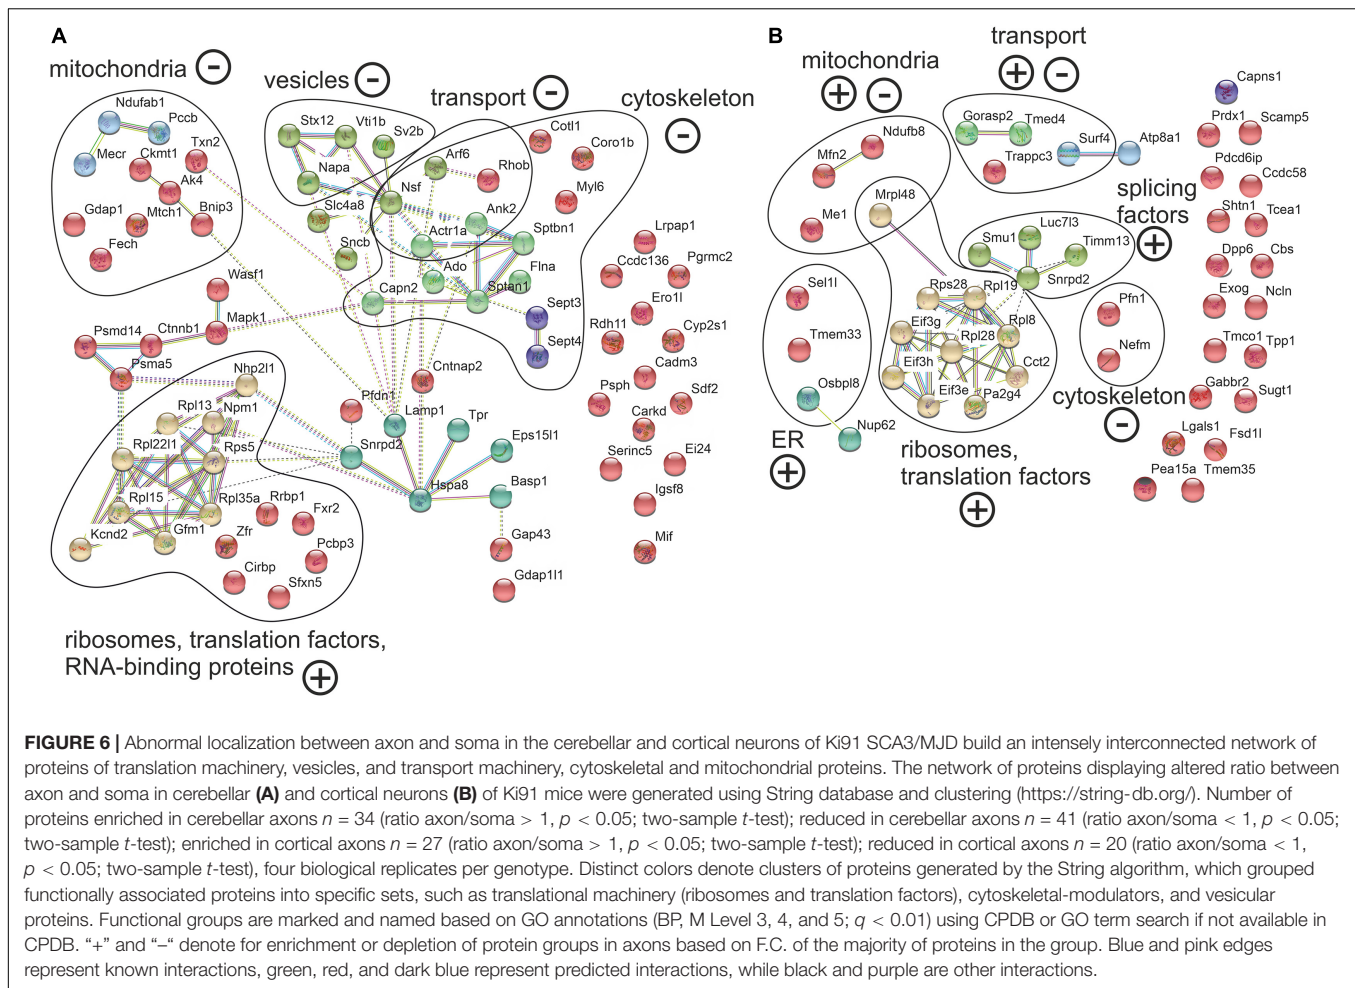 A
mitochondria −
vesicles −
transport −
cytoskeleton
−
Ndufab1
Pccb
Mecr
Ckmt1
Txn2
Ak4
Gdap1
Mtch1
Bnip3
Fech
Stx12
Vti1b
Sv2b
Napa
Slc4a8
Sncb
Nsf
Arf6
Rhob
Ank2
Actr1a
Sptbn1
Ado
Flna
Capn2
Sptan1
Sept3
Sept4
Cotl1
Coro1b
Myl6
Wasf1
Mapk1
Psmd14
Ctnnb1
Psma5
Nhp2l1
Rpl13
Npm1
Rpl22l1
Rps5
Rpl15
Rpl35a
Kcnd2
Gfm1
Rrbp1
Fxr2
Zfr
Pcbp3
Cirbp
Sfxn5
Pfdn1
Cntnap2
Lamp1
Snrpd2
Tpr
Eps15l1
Hspa8
Basp1
Gap43
Gdap1l1
Lrpap1
Ccdc136
Pgrmc2
Ero1l
Rdh11
Cyp2s1
Cadm3
Psph
Sdf2
Carkd
Serinc5
Ei24
Igsf8
Mif
ribosomes, translation factors,
RNA-binding proteins +
B
mitochondria
+ −
transport
+ −
Ndufb8
Mfn2
Mrpl48
Me1
Gorasp2
Tmed4
Surf4
Atp8a1
Trappc3
splicing
factors
+
Luc7l3
Smu1
Timm13
Snrpd2
Rps28
Rpl19
Eif3g
Rpl8
Rpl28
Eif3h
Cct2
Eif3e
Pa2g4
Sel1l
Tmem33
Osbpl8
Nup62
ER
+
ribosomes,
translation factors
+
Pfn1
Nefm
cytoskeleton
−
Capns1
Prdx1
Scamp5
Pdcd6ip
Ccdc58
Shtn1
Tcea1
Dpp6
Cbs
Exog
Ncln
Tmco1
Tpp1
Gabbr2
Sugt1
Lgals1
Fsd1l
Pea15a
Tmem35
FIGURE 6 | Abnormal localization between axon and soma in the cerebellar and cortical neurons of Ki91 SCA3/MJD build an intensely interconnected network of
proteins of translation machinery, vesicles, and transport machinery, cytoskeletal and mitochondrial proteins. The network of proteins displaying altered ratio between
axon and soma in cerebellar (A) and cortical neurons (B) of Ki91 mice were generated using String database and clustering (https://string-db.org/). Number of
proteins enriched in cerebellar axons n = 34 (ratio axon/soma > 1, p < 0.05; two-sample t-test); reduced in cerebellar axons n = 41 (ratio axon/soma < 1, p < 0.05;
two-sample t-test); enriched in cortical axons n = 27 (ratio axon/soma > 1, p < 0.05; two-sample t-test); reduced in cortical axons n = 20 (ratio axon/soma < 1,
p < 0.05; two-sample t-test), four biological replicates per genotype. Distinct colors denote clusters of proteins generated by the String algorithm, which grouped
functionally associated proteins into specific sets, such as translational machinery (ribosomes and translation factors), cytoskeletal-modulators, and vesicular
proteins. Functional groups are marked and named based on GO annotations (BP, M Level 3, 4, and 5; q < 0.01) using CPDB or GO term search if not available in
CPDB. “+” and “–“ denote for enrichment or depletion of protein groups in axons based on F.C. of the majority of proteins in the group. Blue and pink edges
represent known interactions, green, red, and dark blue represent predicted interactions, while black and purple are other interactions.